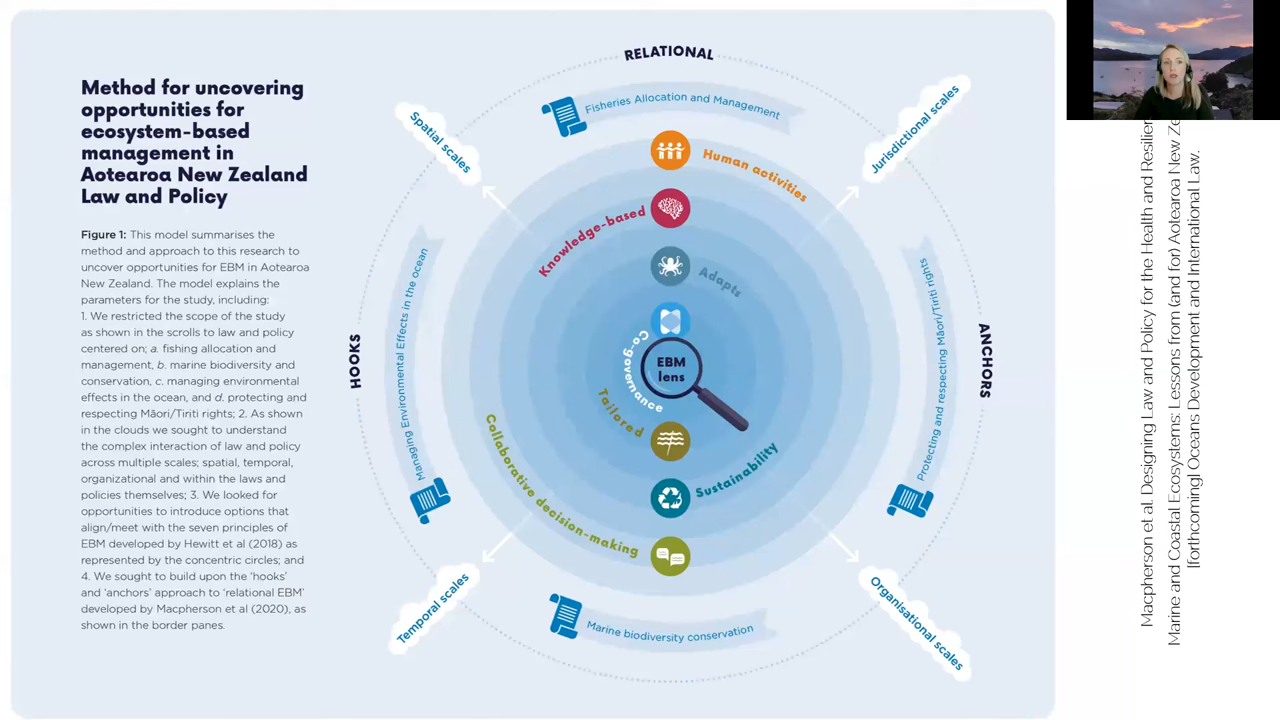 Method for uncovering
opportunities for
ecosystem-based
management in
Aotearoa New Zealand
Law and Policy
Figure 1: This model summarises the
method and approach to this research to
uncover opportunities for EBM in Aotearoa
New Zealand. The model explains the
parameters for the study, including:
1. We restricted the scope of the study
as shown in the scrolls to law and policy
centered on; a. fishing allocation and
management, b. marine biodiversity and
conservation, c. managing environmental
effects in the ocean, and d. protecting and
respecting Māori/Tiriti rights; 2. As shown
in the clouds we sought to understand
the complex interaction of law and policy
across multiple scales; spatial, temporal,
organizational and within the laws and
policies themselves; 3. We looked for
opportunities to introduce options that
align/meet with the seven principles of
EBM developed by Hewitt et al (2018) as
represented by the concentric circles; and
4. We sought to build upon the ‘hooks’
and ‘anchors’ approach to ‘relational EBM’
developed by Macpherson et al (2020), as
shown in the border panes.
RELATIONAL
Fisheries Allocation and Management
Spatial scales
Jurisdictional scales
Human activities
Knowledge-based
Adapts
Co-governance
EBM
lens
Tailored
Sustainability
Collaborative decision-making
HOOKS
Managing Environmental Effects in the ocean
Protecting and respecting Māori/Tiriti rights
ANCHORS
Temporal scales
Organisational scales
Marine biodiversity conservation
Macpherson et al. Designing Law and Policy for the Health and
Marine and Coastal Ecosystems: Lessons from (and for) Aotearoa New
[forthcoming] Oceans Development and International Law.